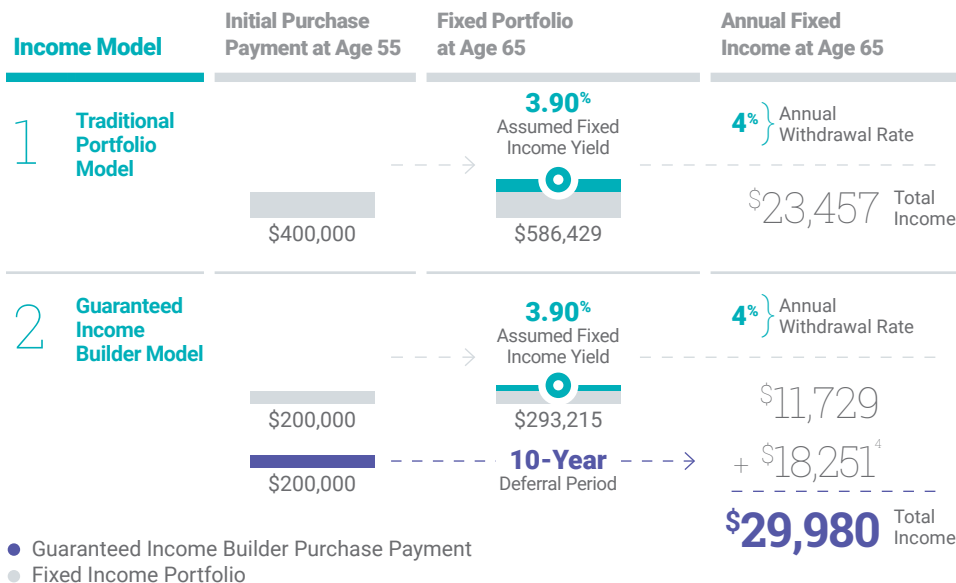 Income Model
Initial Purchase
Payment at Age 55
Fixed Portfolio
at Age 65
Annual Fixed
Income at Age 65
1
Traditional
Portfolio
Model
$400,000
3.90%
Assumed Fixed
Income Yield
$586,429
4% } Annual
Withdrawal Rate
$23,457 Total
Income
2
Guaranteed
Income
Builder Model
$200,000
3.90%
Assumed Fixed
Income Yield
$293,215
4% } Annual
Withdrawal Rate
$11,729
$200,000
10-Year
Deferral Period
+ $18,251⁴
$29,980 Total
Income
Guaranteed Income Builder Purchase Payment
Fixed Income Portfolio